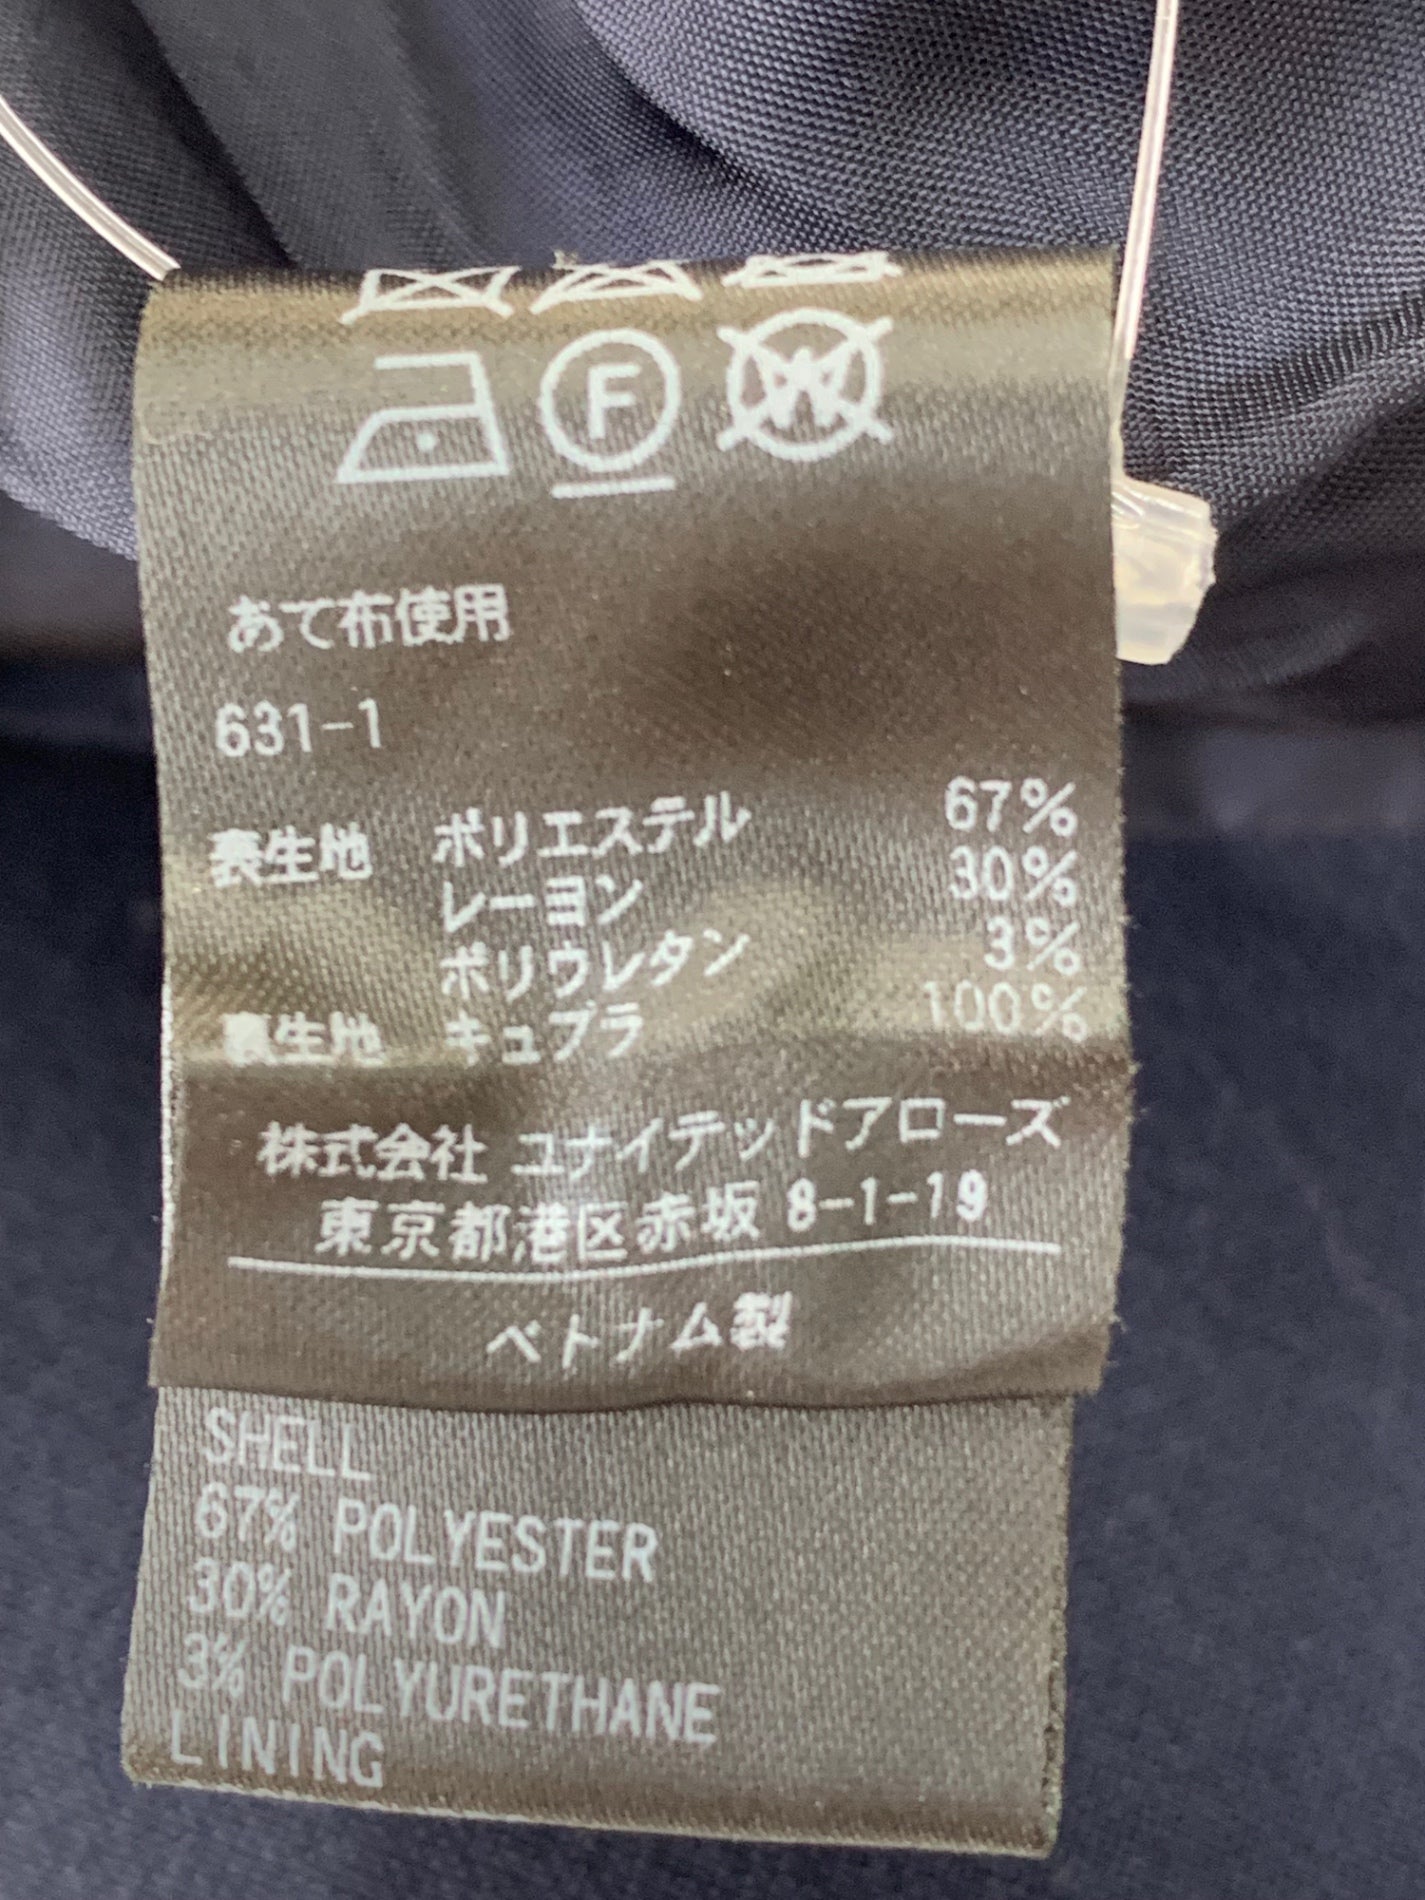 F
W
あて布使用
631-1
表生地 ポリエステル 67%
レーヨン 30%
ポリウレタン 3%
裏生地 キュプラ 100%
株式会社 ユナイテッドアローズ
東京都港区赤坂 8-1-19
ベトナム製
SHELL
67% POLYESTER
30% RAYON
3% POLYURETHANE
LINING